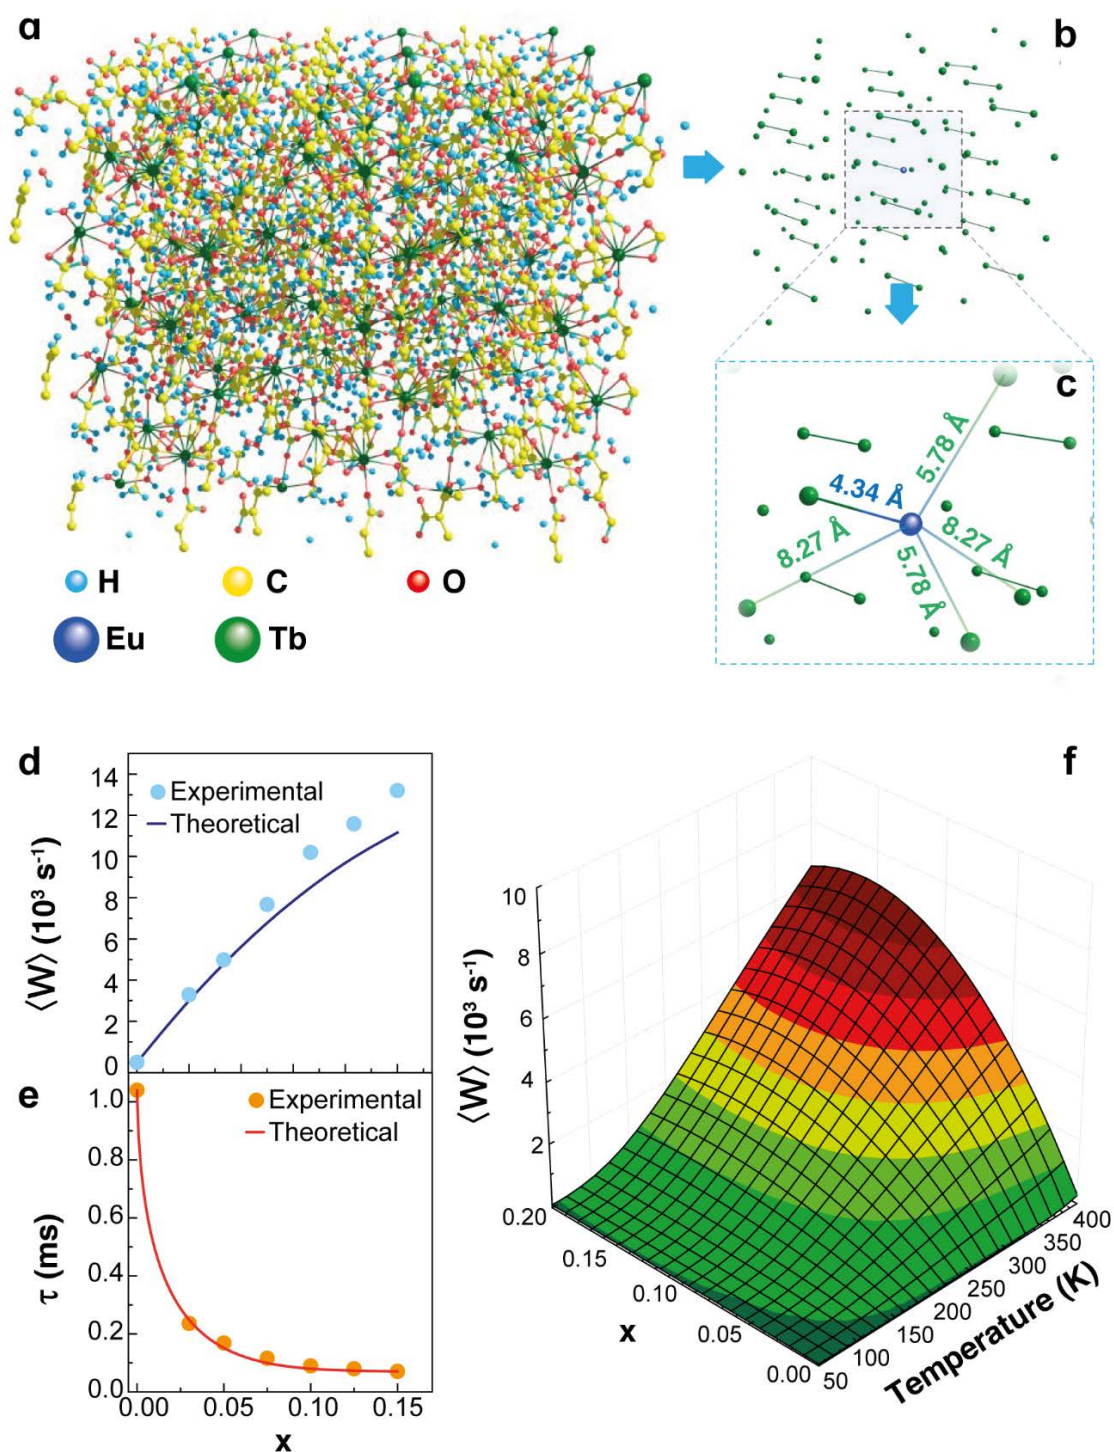 a
b
c
5.78 Å
4.34 Å
8.27 Å
8.27 Å
5.78 Å
H
C
O
Eu
Tb
d
14
12
10
8
6
4
2
0
⟨W⟩ (10³ s⁻¹)
Experimental
Theoretical
e
1.0
0.8
0.6
0.4
0.2
0.0
τ (ms)
Experimental
Theoretical
0.00
0.05
0.10
0.15
x
f
10
8
6
4
2
⟨W⟩ (10³ s⁻¹)
0.20
0.15
0.10
0.05
0.00
x
50
100
150
200
250
300
350
400
Temperature (K)